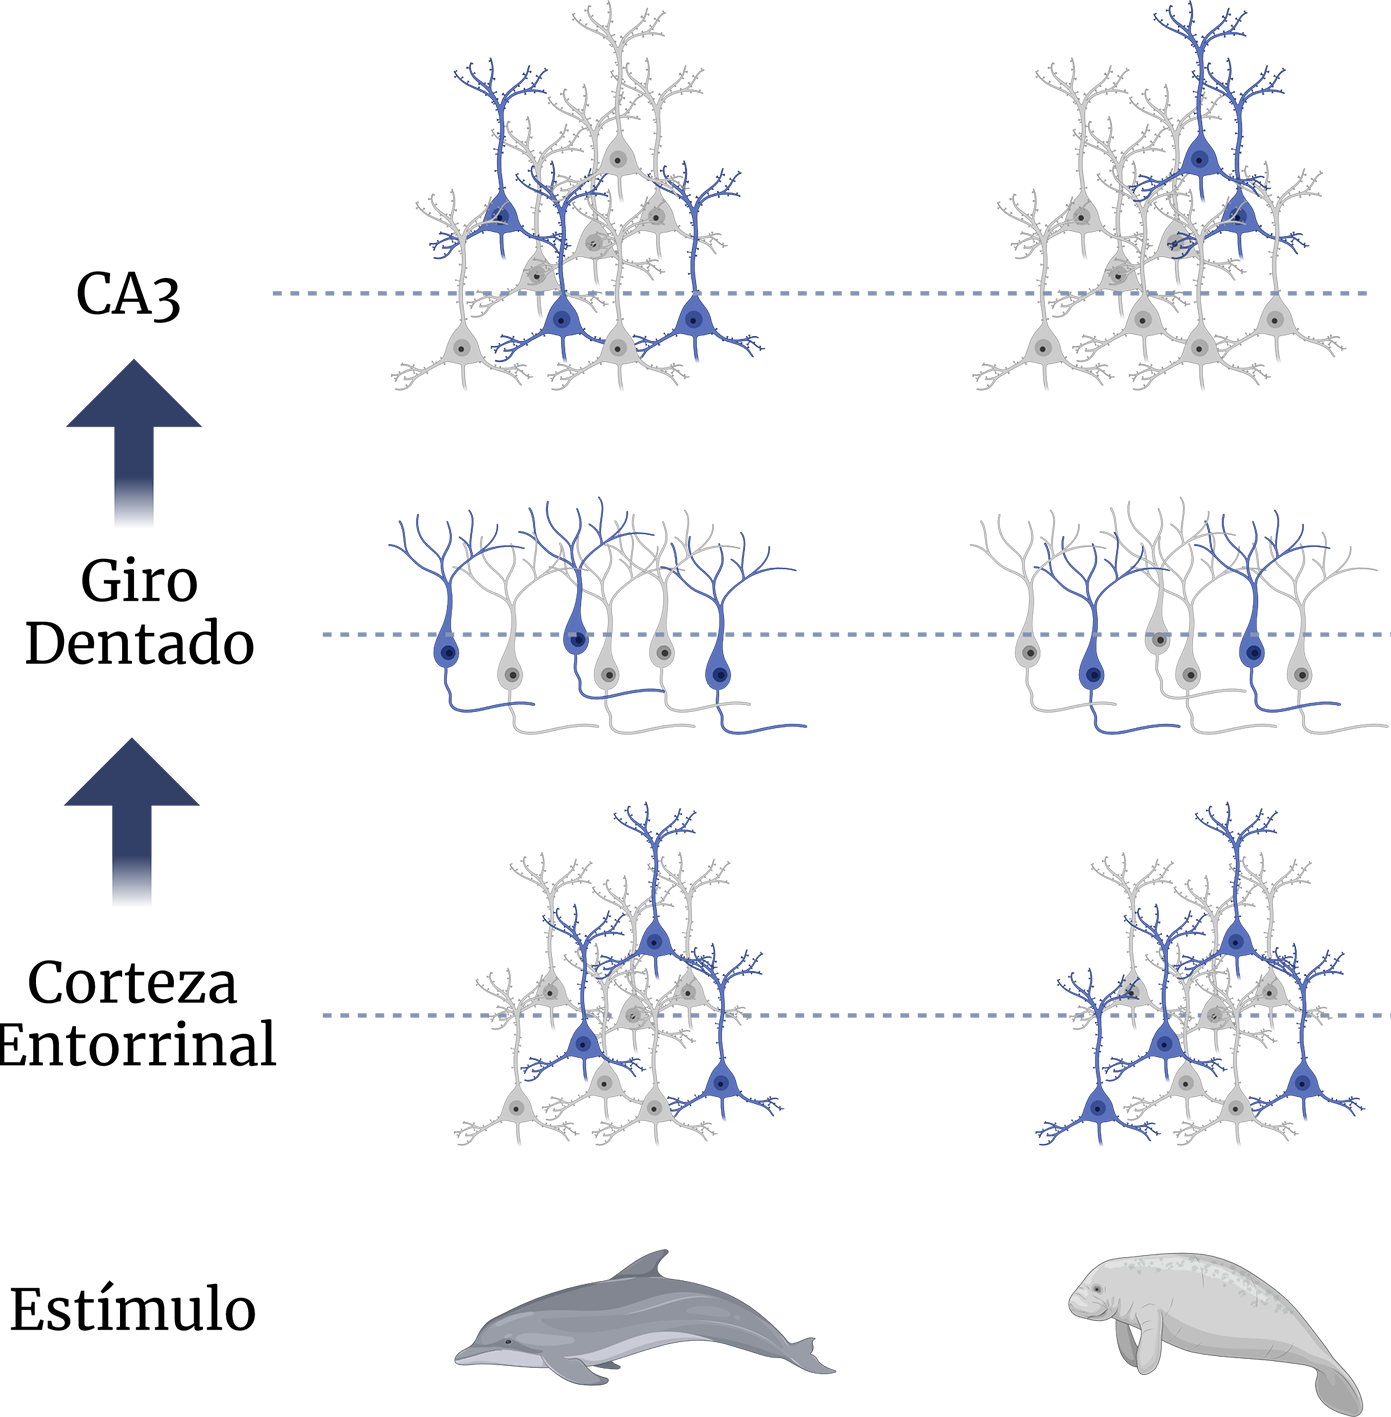 CA3
Giro
Dentado
Corteza
Entorrinal
Estímulo